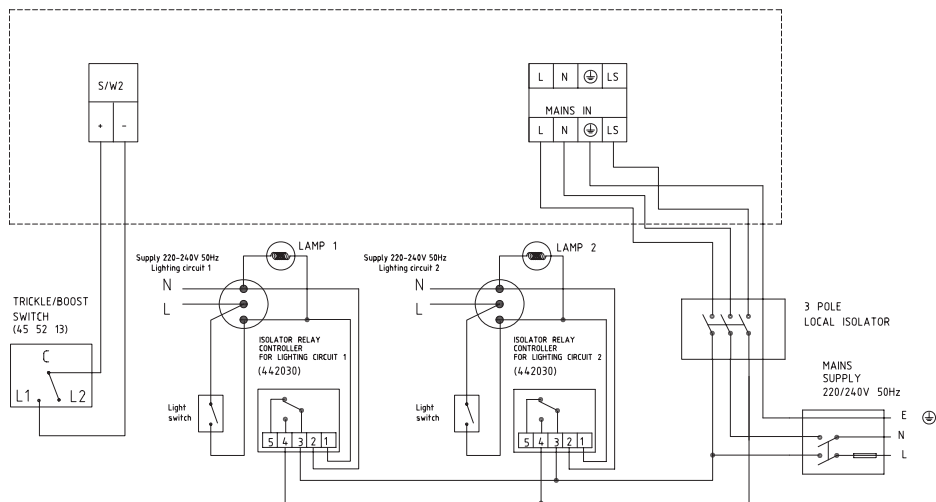 S/W2
+ -
L N LS
MAINS IN
L N LS
TRICKLE/BOOST
SWITCH
(45 52 13)
C
L1 L2
Supply 220-240V 50Hz
Lighting circuit 1
N
L
LAMP 1
ISOLATOR RELAY
CONTROLLER
FOR LIGHTING CIRCUIT 1
(442030)
Light
switch
5 4 3 2 1
Supply 220-240V 50Hz
Lighting circuit 2
N
L
LAMP 2
ISOLATOR RELAY
CONTROLLER
FOR LIGHTING CIRCUIT 2
(442030)
Light
switch
5 4 3 2 1
3 POLE
LOCAL ISOLATOR
MAINS
SUPPLY
220/240V 50Hz
E
N
L